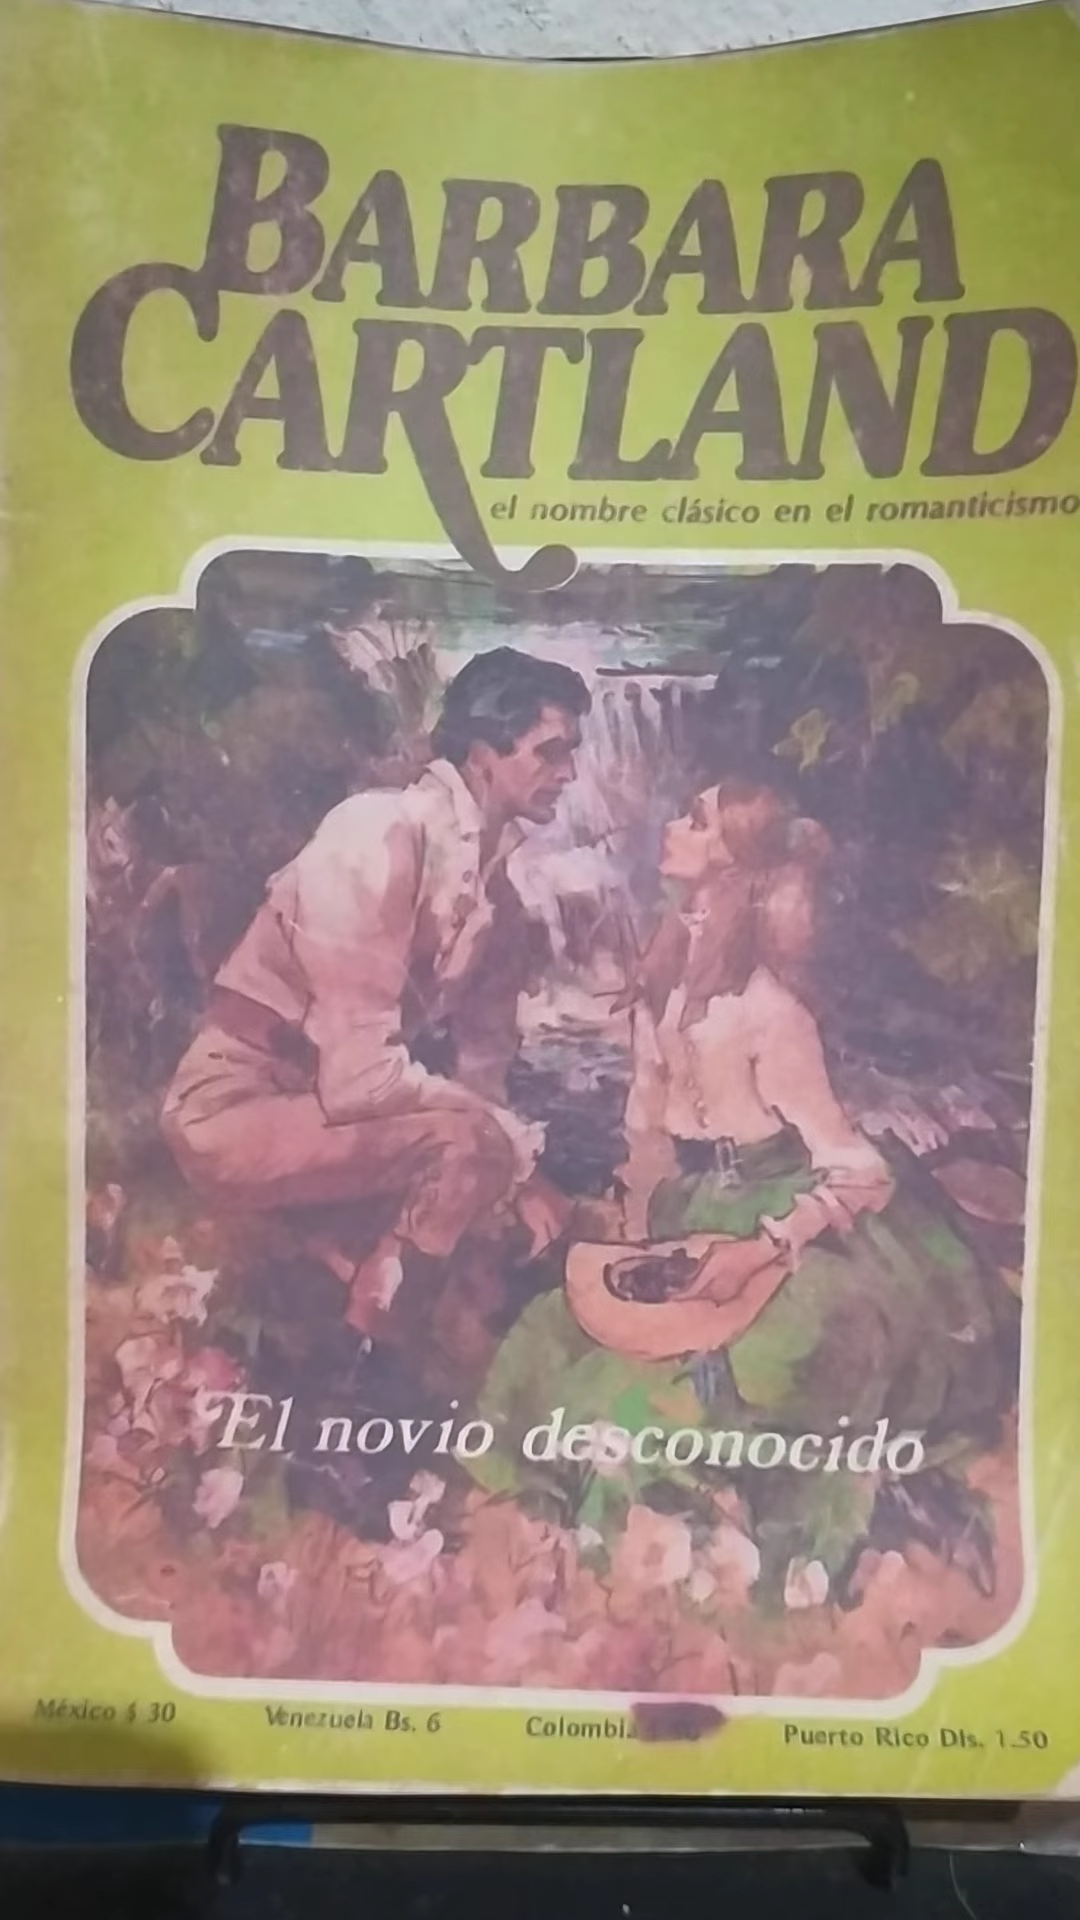 BARBARA
CARTLAND
el nombre clásico en el romanticismo
El novio desconocido
México $ 30
Venezuela Bs. 6
Puerto Rico Dls. 1.50